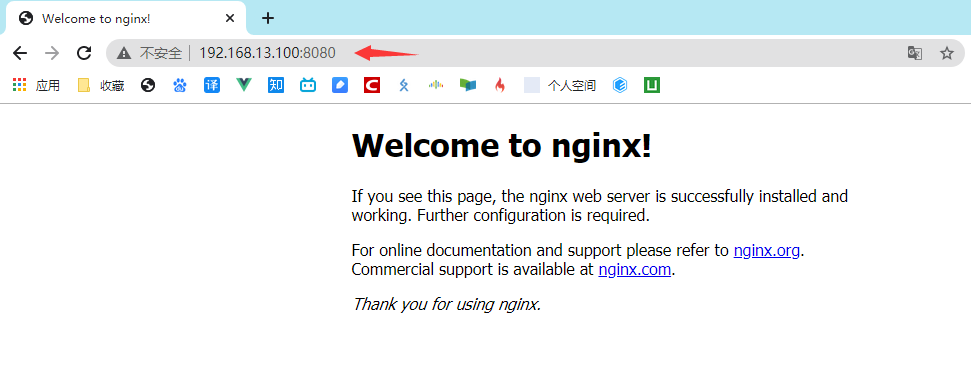 Welcome to nginx!
不安全 192.168.13.100:8080
应用 收藏 译 知 C 个人空间 U
Welcome to nginx!
If you see this page, the nginx web server is successfully installed and
working. Further configuration is required.
For online documentation and support please refer to nginx.org.
Commercial support is available at nginx.com.
Thank you for using nginx.